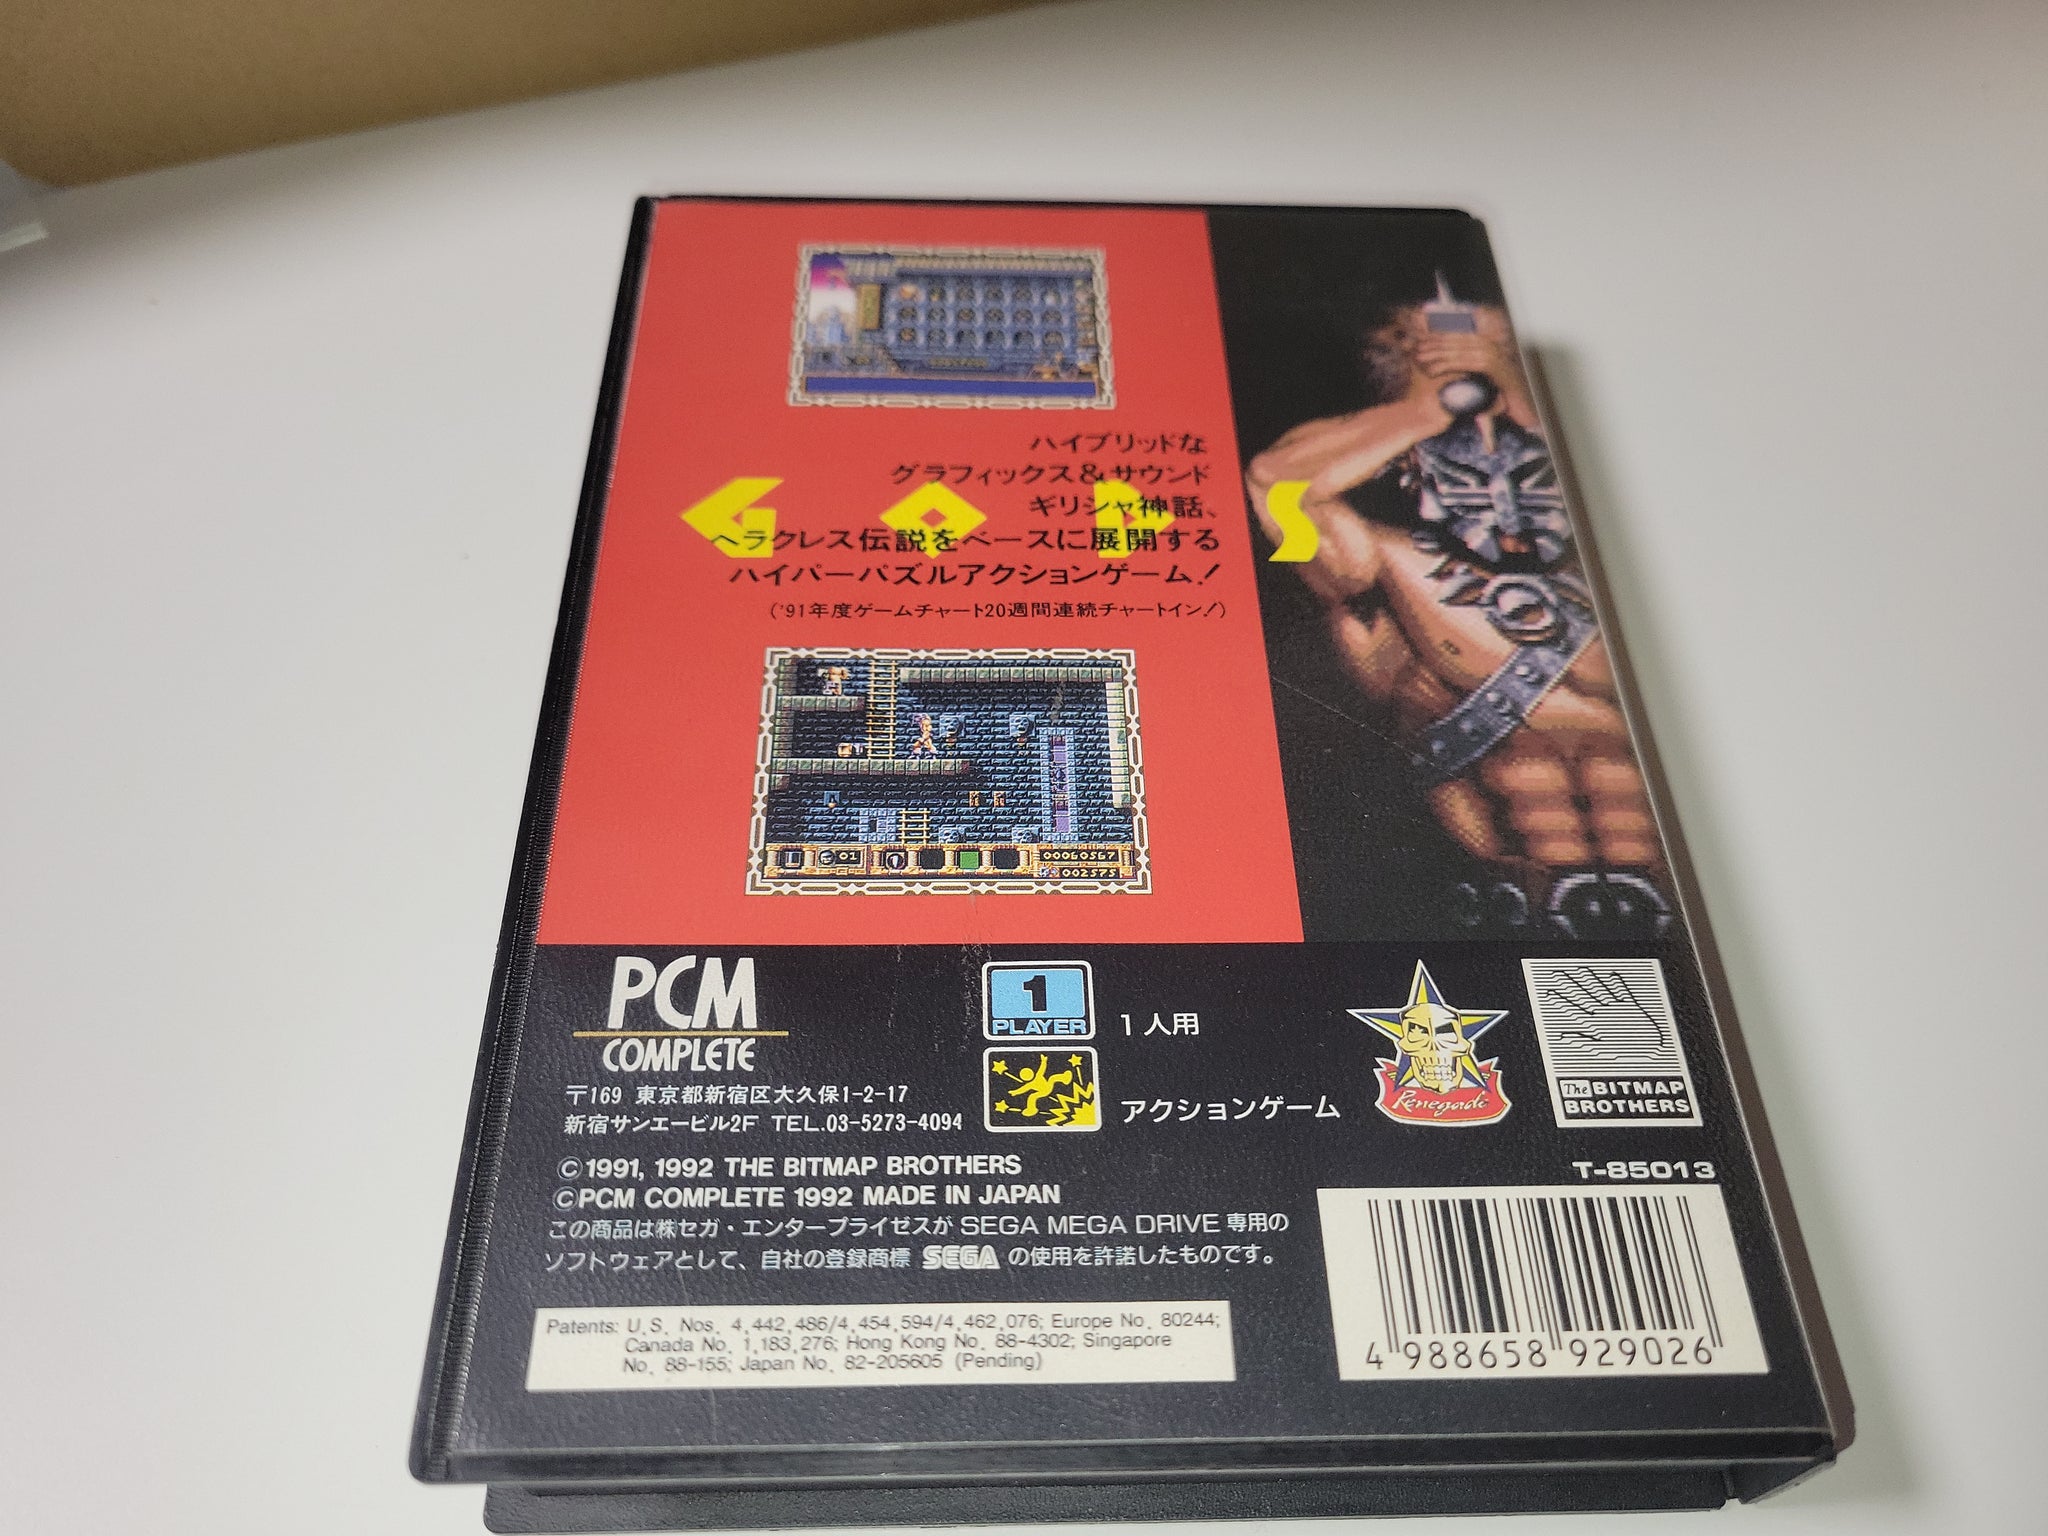 ハイブリッドな
グラフィックス&サウンド
GODS
ギリシャ神話、
ヘラクレス伝説をベースに展開する
ハイパーパズルアクションゲーム!
('91年度ゲームチャート20週間連続チャートイン!)
01
00060567
002575
PCM
COMPLETE
〒169 東京都新宿区大久保1-2-17
新宿サンエービル2F TEL.03-5273-4094
1
PLAYER
1人用
アクションゲーム
Renegade
The BITMAP
BROTHERS
©1991, 1992 THE BITMAP BROTHERS
©PCM COMPLETE 1992 MADE IN JAPAN
この商品は㈱セガ・エンタープライゼスが SEGA MEGA DRIVE 専用の
ソフトウェアとして、自社の登録商標 SEGA の使用を許諾したものです。
T-85013
Patents: U.S. Nos. 4,442,486/4,454,594/4,462,076; Europe No. 80244;
Canada No. 1,183,276; Hong Kong No. 88-4302; Singapore
No. 88-155; Japan No. 82-205605 (Pending)
4 988658 929026